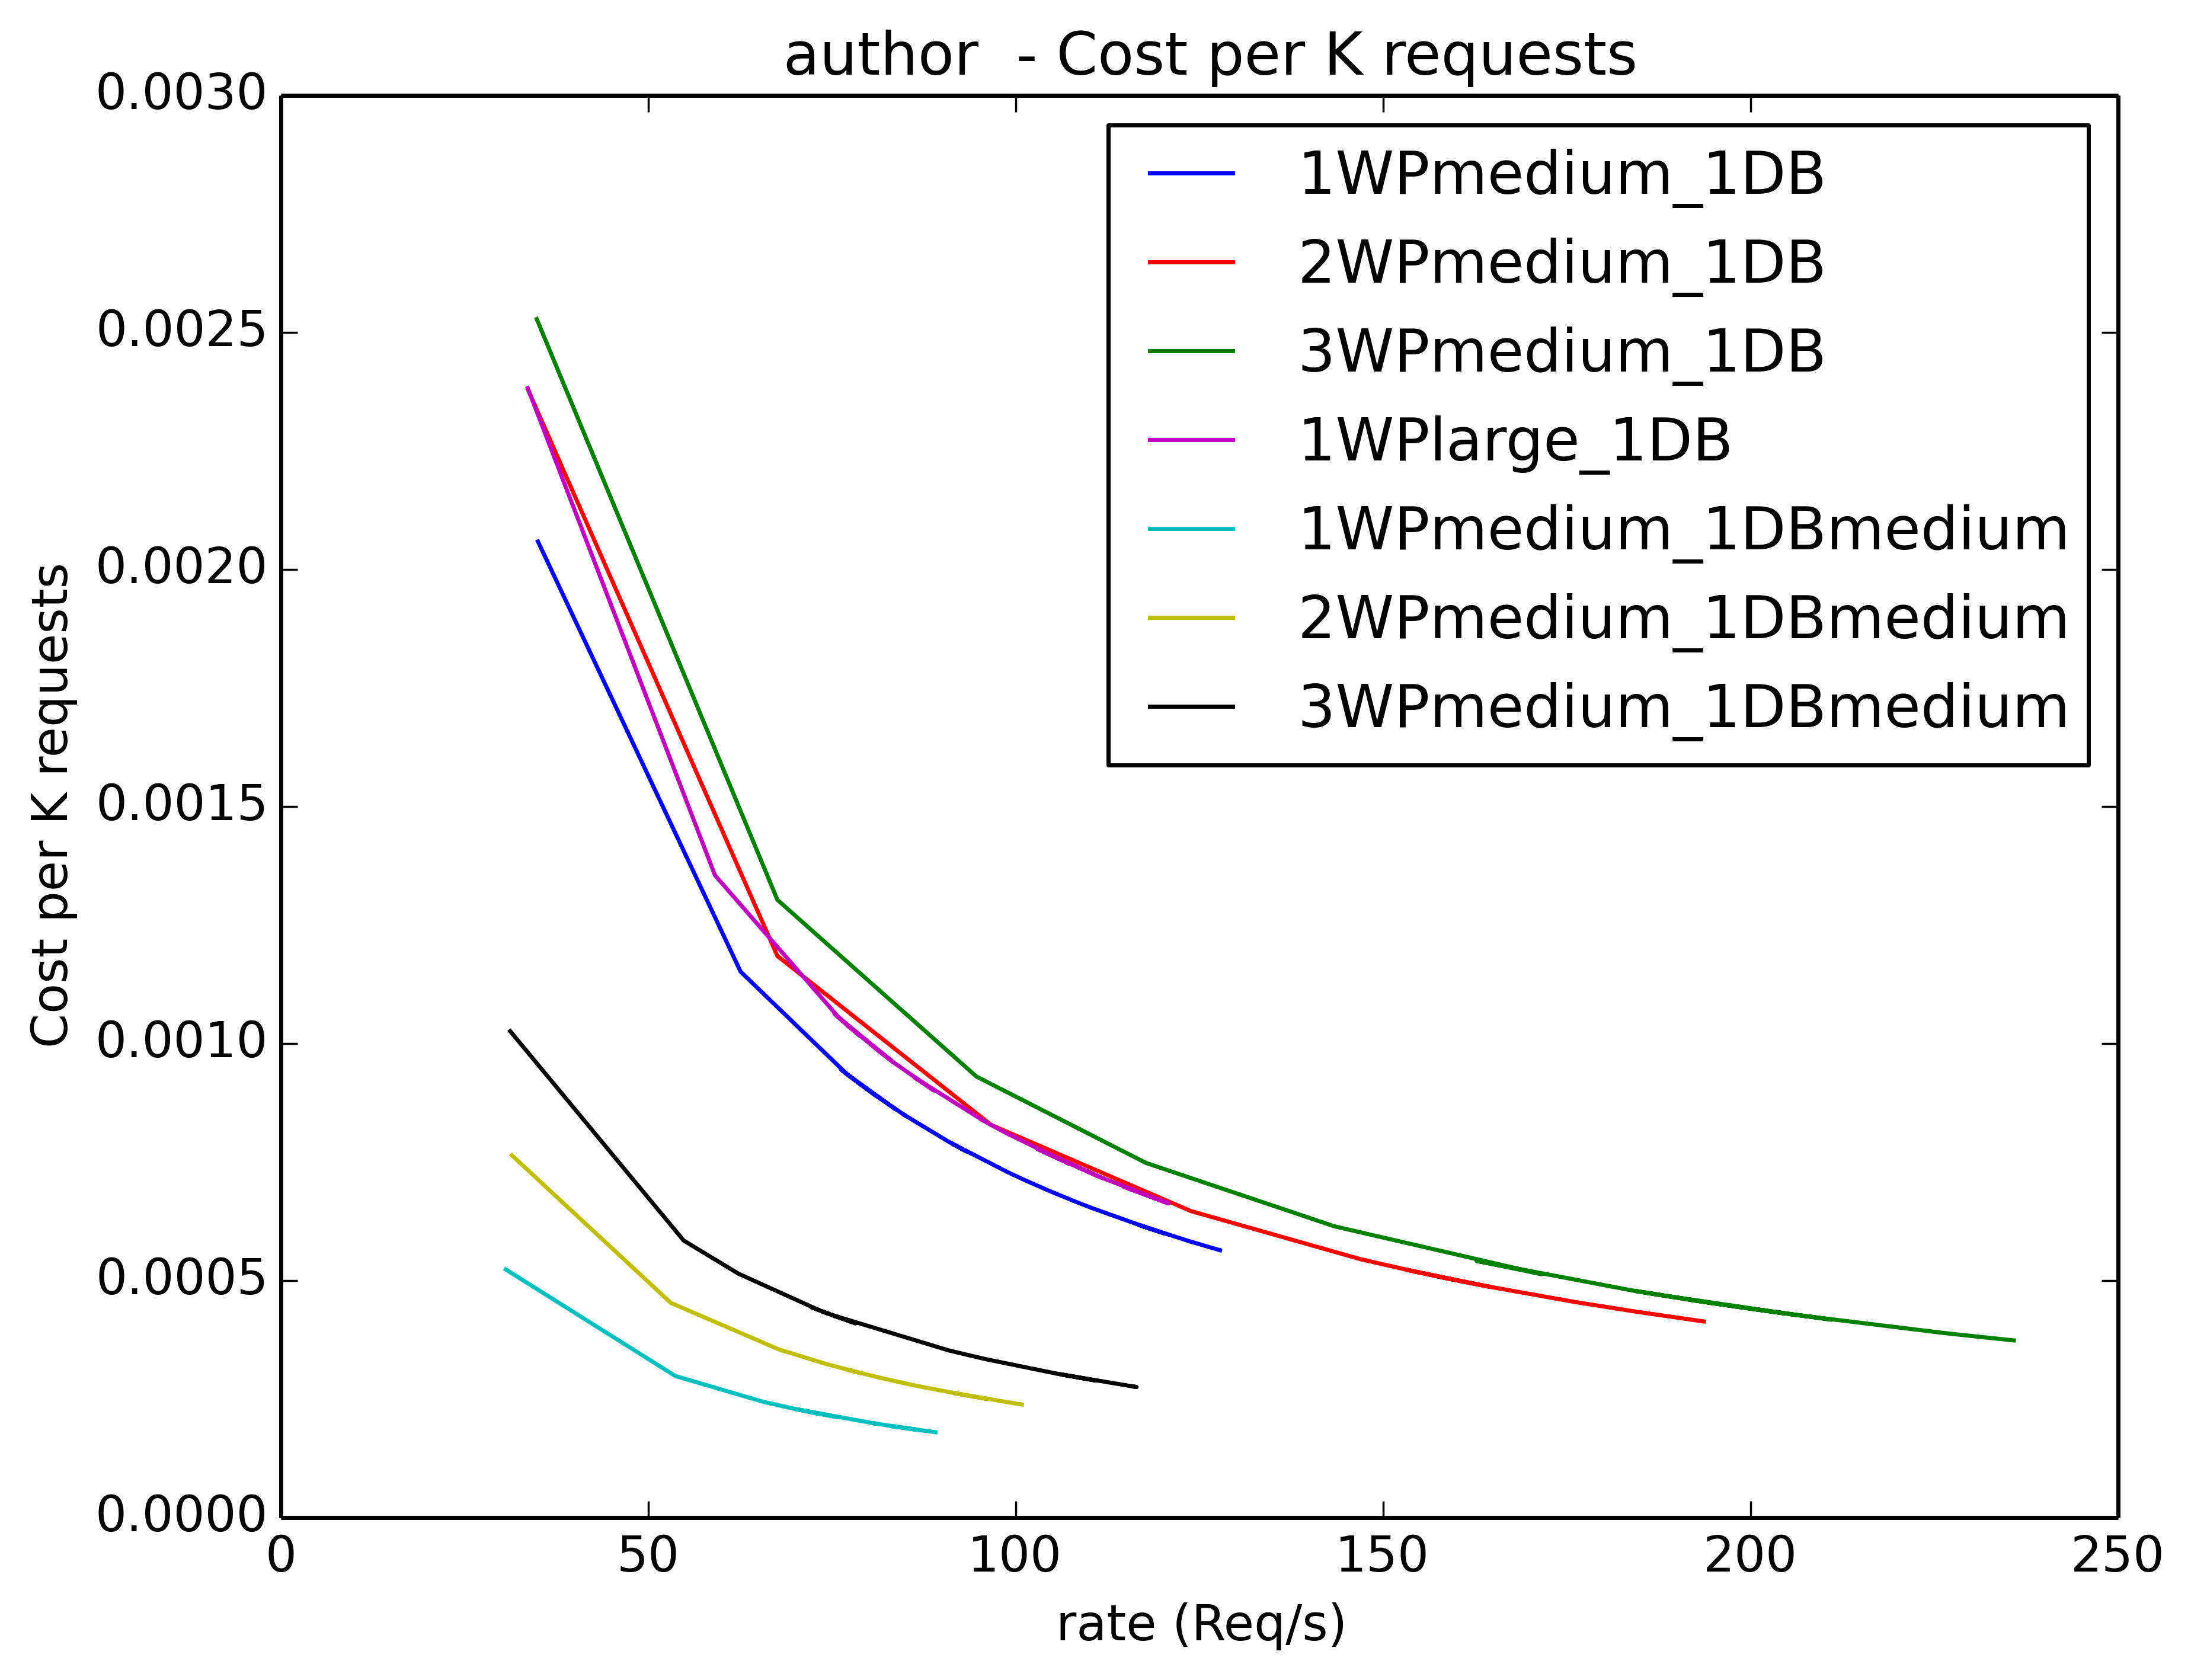 author  - Cost per K requests
0.0030
0.0025
0.0020
0.0015
0.0010
0.0005
0.0000
Cost per K requests
1WPmedium_1DB
2WPmedium_1DB
3WPmedium_1DB
1WPlarge_1DB
1WPmedium_1DBmedium
2WPmedium_1DBmedium
3WPmedium_1DBmedium
0 50 100 150 200 250
rate (Req/s)